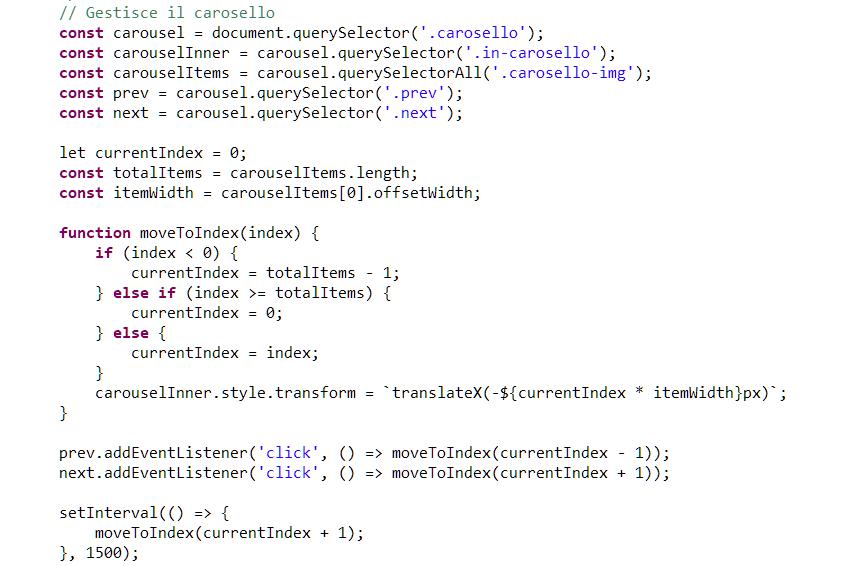 // Gestisce il carosello
const carousel = document.querySelector('.carosello');
const carouselInner = carousel.querySelector('.in-carosello');
const carouselItems = carousel.querySelectorAll('.carosello-img');
const prev = carousel.querySelector('.prev');
const next = carousel.querySelector('.next');

let currentIndex = 0;
const totalItems = carouselItems.length;
const itemWidth = carouselItems[0].offsetWidth;

function moveToIndex(index) {
    if (index < 0) {
        currentIndex = totalItems - 1;
    } else if (index >= totalItems) {
        currentIndex = 0;
    } else {
        currentIndex = index;
    }
    carouselInner.style.transform = `translateX(-${currentIndex * itemWidth}px)`;
}

prev.addEventListener('click', () => moveToIndex(currentIndex - 1));
next.addEventListener('click', () => moveToIndex(currentIndex + 1));

setInterval(() => {
    moveToIndex(currentIndex + 1);
}, 1500);